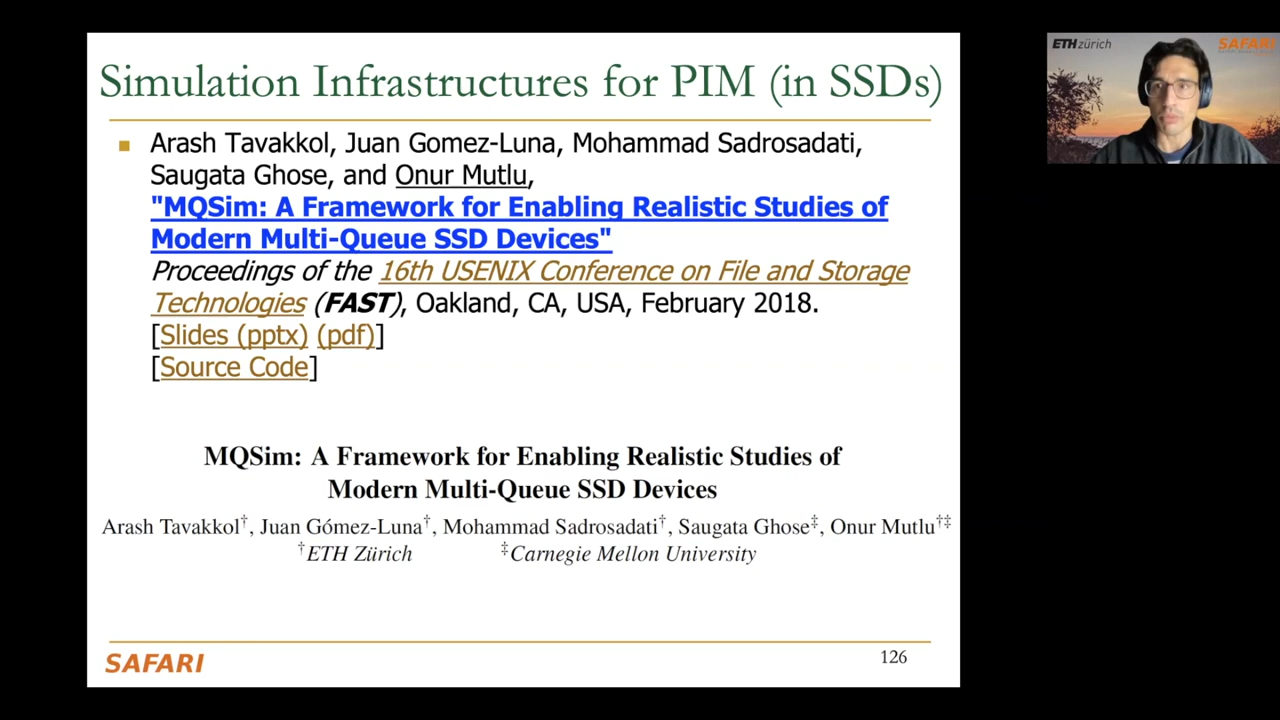 Simulation Infrastructures for PIM (in SSDs)
Arash Tavakkol, Juan Gomez-Luna, Mohammad Sadrosadati,
Saugata Ghose, and Onur Mutlu,
"MQSim: A Framework for Enabling Realistic Studies of
Modern Multi-Queue SSD Devices"
Proceedings of the 16th USENIX Conference on File and Storage
Technologies (FAST), Oakland, CA, USA, February 2018.
[Slides (pptx) (pdf)]
[Source Code]
MQSim: A Framework for Enabling Realistic Studies of
Modern Multi-Queue SSD Devices
Arash Tavakkol†, Juan Gómez-Luna†, Mohammad Sadrosadati†, Saugata Ghose‡, Onur Mutlu†‡
†ETH Zürich ‡Carnegie Mellon University
SAFARI
126
ETH zürich
SAFARI